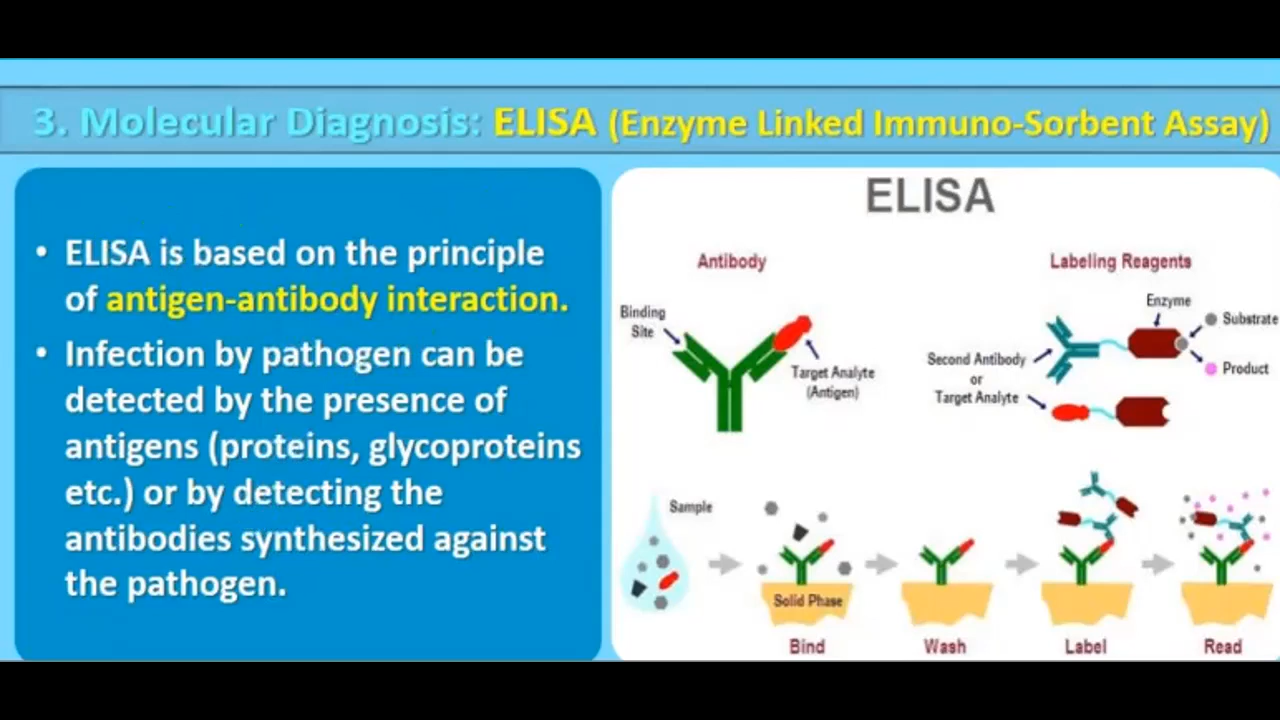 3. Molecular Diagnosis: ELISA (Enzyme Linked Immuno-Sorbent Assay)
• ELISA is based on the principle
of antigen-antibody interaction.
• Infection by pathogen can be
detected by the presence of
antigens (proteins, glycoproteins
etc.) or by detecting the
antibodies synthesized against
the pathogen.
ELISA
Antibody
Binding
Site
Target Analyte
(Antigen)
Labeling Reagents
Enzyme
Substrate
Product
Second Antibody
or
Target Analyte
Sample
Solid Phase
Bind
Wash
Label
Read